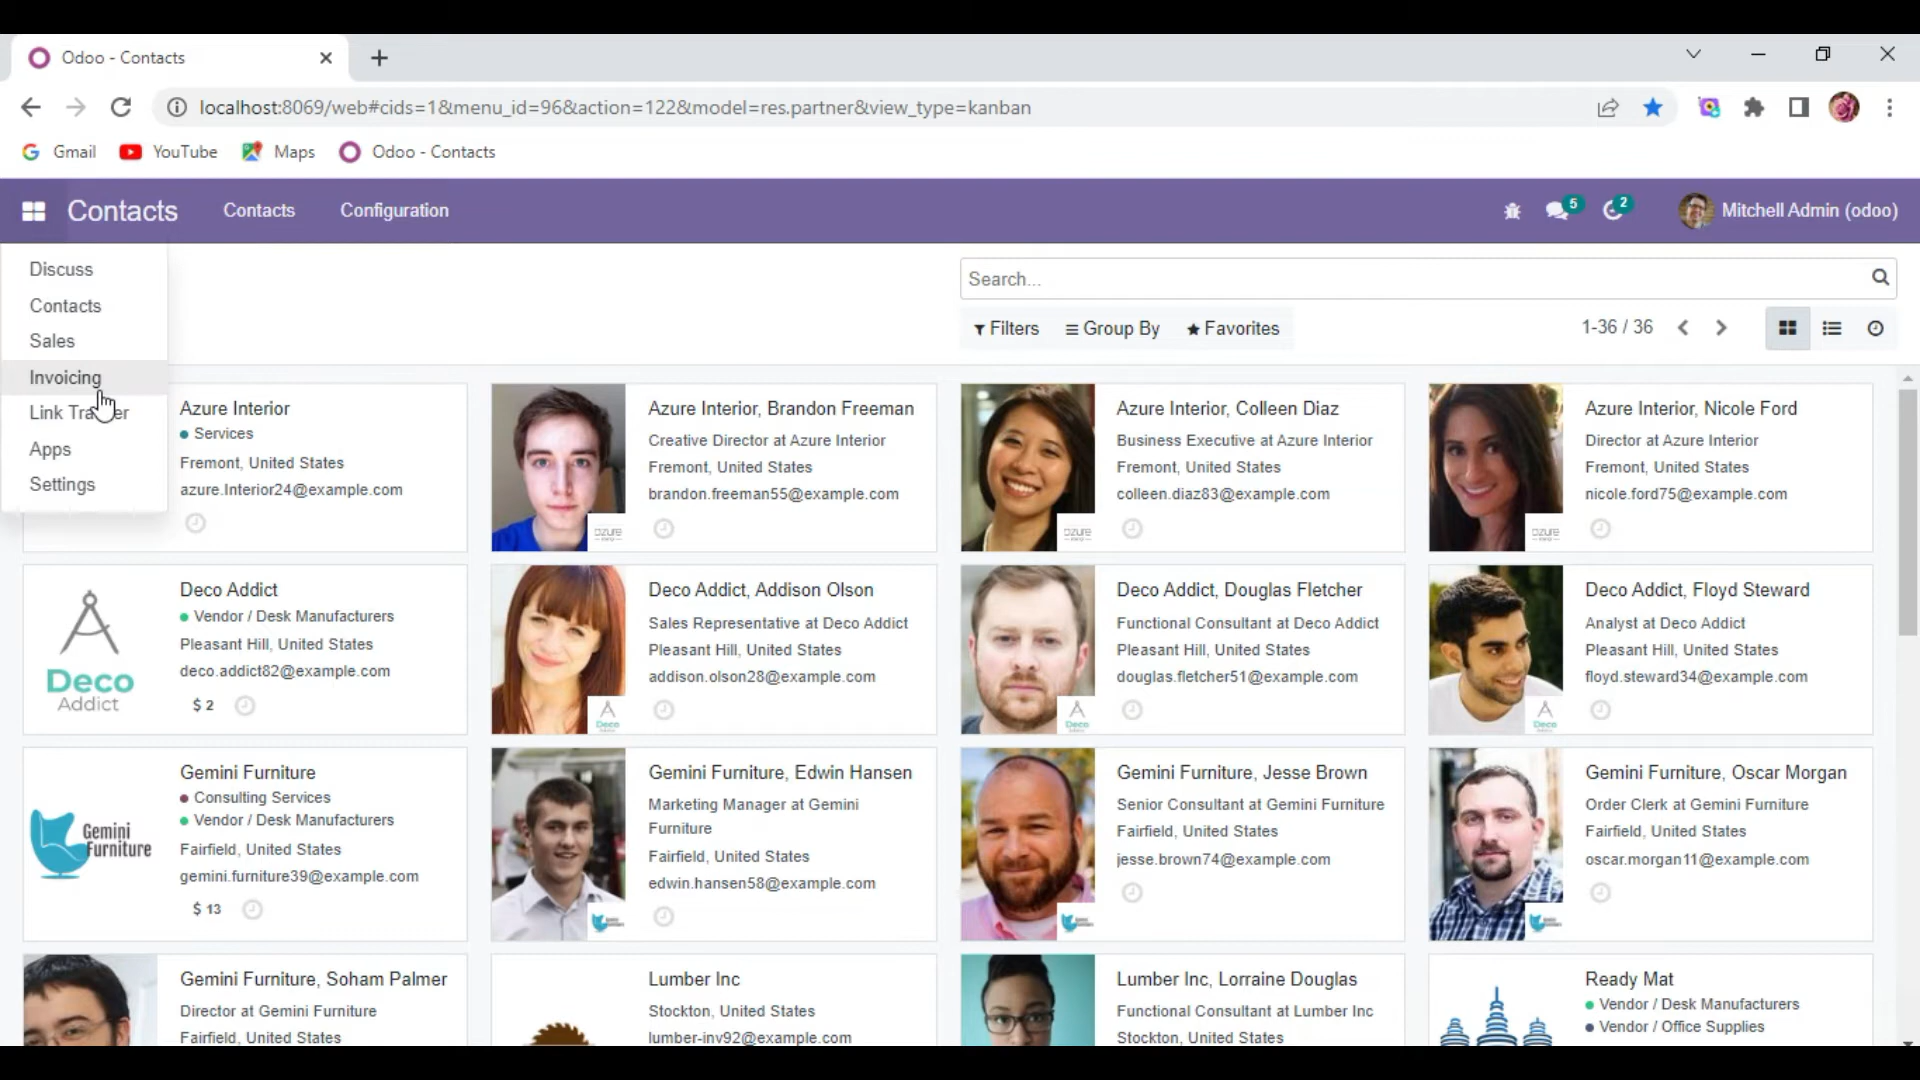 Odoo - Contacts
localhost:8069/web#cids=1&menu_id=96&action=122&model=res.partner&view_type=kanban
Gmail YouTube Maps Odoo - Contacts
Contacts Contacts Configuration 5 2 Mitchell Admin (odoo)
Discuss
Contacts
Sales
Invoicing
Link
Apps
Settings
Search...
Filters Group By Favorites 1-36 / 36
Azure Interior
Services
Fremont, United States
azure.Interior24@example.com
Azure Interior, Brandon Freeman
Creative Director at Azure Interior
Fremont, United States
brandon.freeman55@example.com
azure
Azure Interior, Colleen Diaz
Business Executive at Azure Interior
Fremont, United States
colleen.diaz83@example.com
azure
Azure Interior, Nicole Ford
Director at Azure Interior
Fremont, United States
nicole.ford75@example.com
azure
Deco
Addict
Deco Addict
Vendor / Desk Manufacturers
Pleasant Hill, United States
deco.addict82@example.com
$ 2
Deco Addict, Addison Olson
Sales Representative at Deco Addict
Pleasant Hill, United States
addison.olson28@example.com
Deco
Deco Addict, Douglas Fletcher
Functional Consultant at Deco Addict
Pleasant Hill, United States
douglas.fletcher51@example.com
Deco
Deco Addict, Floyd Steward
Analyst at Deco Addict
Pleasant Hill, United States
floyd.steward34@example.com
Deco
Gemini
Furniture
Gemini Furniture
Consulting Services
Vendor / Desk Manufacturers
Fairfield, United States
gemini.furniture39@example.com
$ 13
Gemini Furniture, Edwin Hansen
Marketing Manager at Gemini
Furniture
Fairfield, United States
edwin.hansen58@example.com
Gemini Furniture, Jesse Brown
Senior Consultant at Gemini Furniture
Fairfield, United States
jesse.brown74@example.com
Gemini Furniture, Oscar Morgan
Order Clerk at Gemini Furniture
Fairfield, United States
oscar.morgan11@example.com
Gemini Furniture, Soham Palmer
Director at Gemini Furniture
Fairfield, United States
Lumber Inc
Stockton, United States
lumber-inv92@example.com
Lumber Inc, Lorraine Douglas
Functional Consultant at Lumber Inc
Stockton, United States
Ready Mat
Vendor / Desk Manufacturers
Vendor / Office Supplies